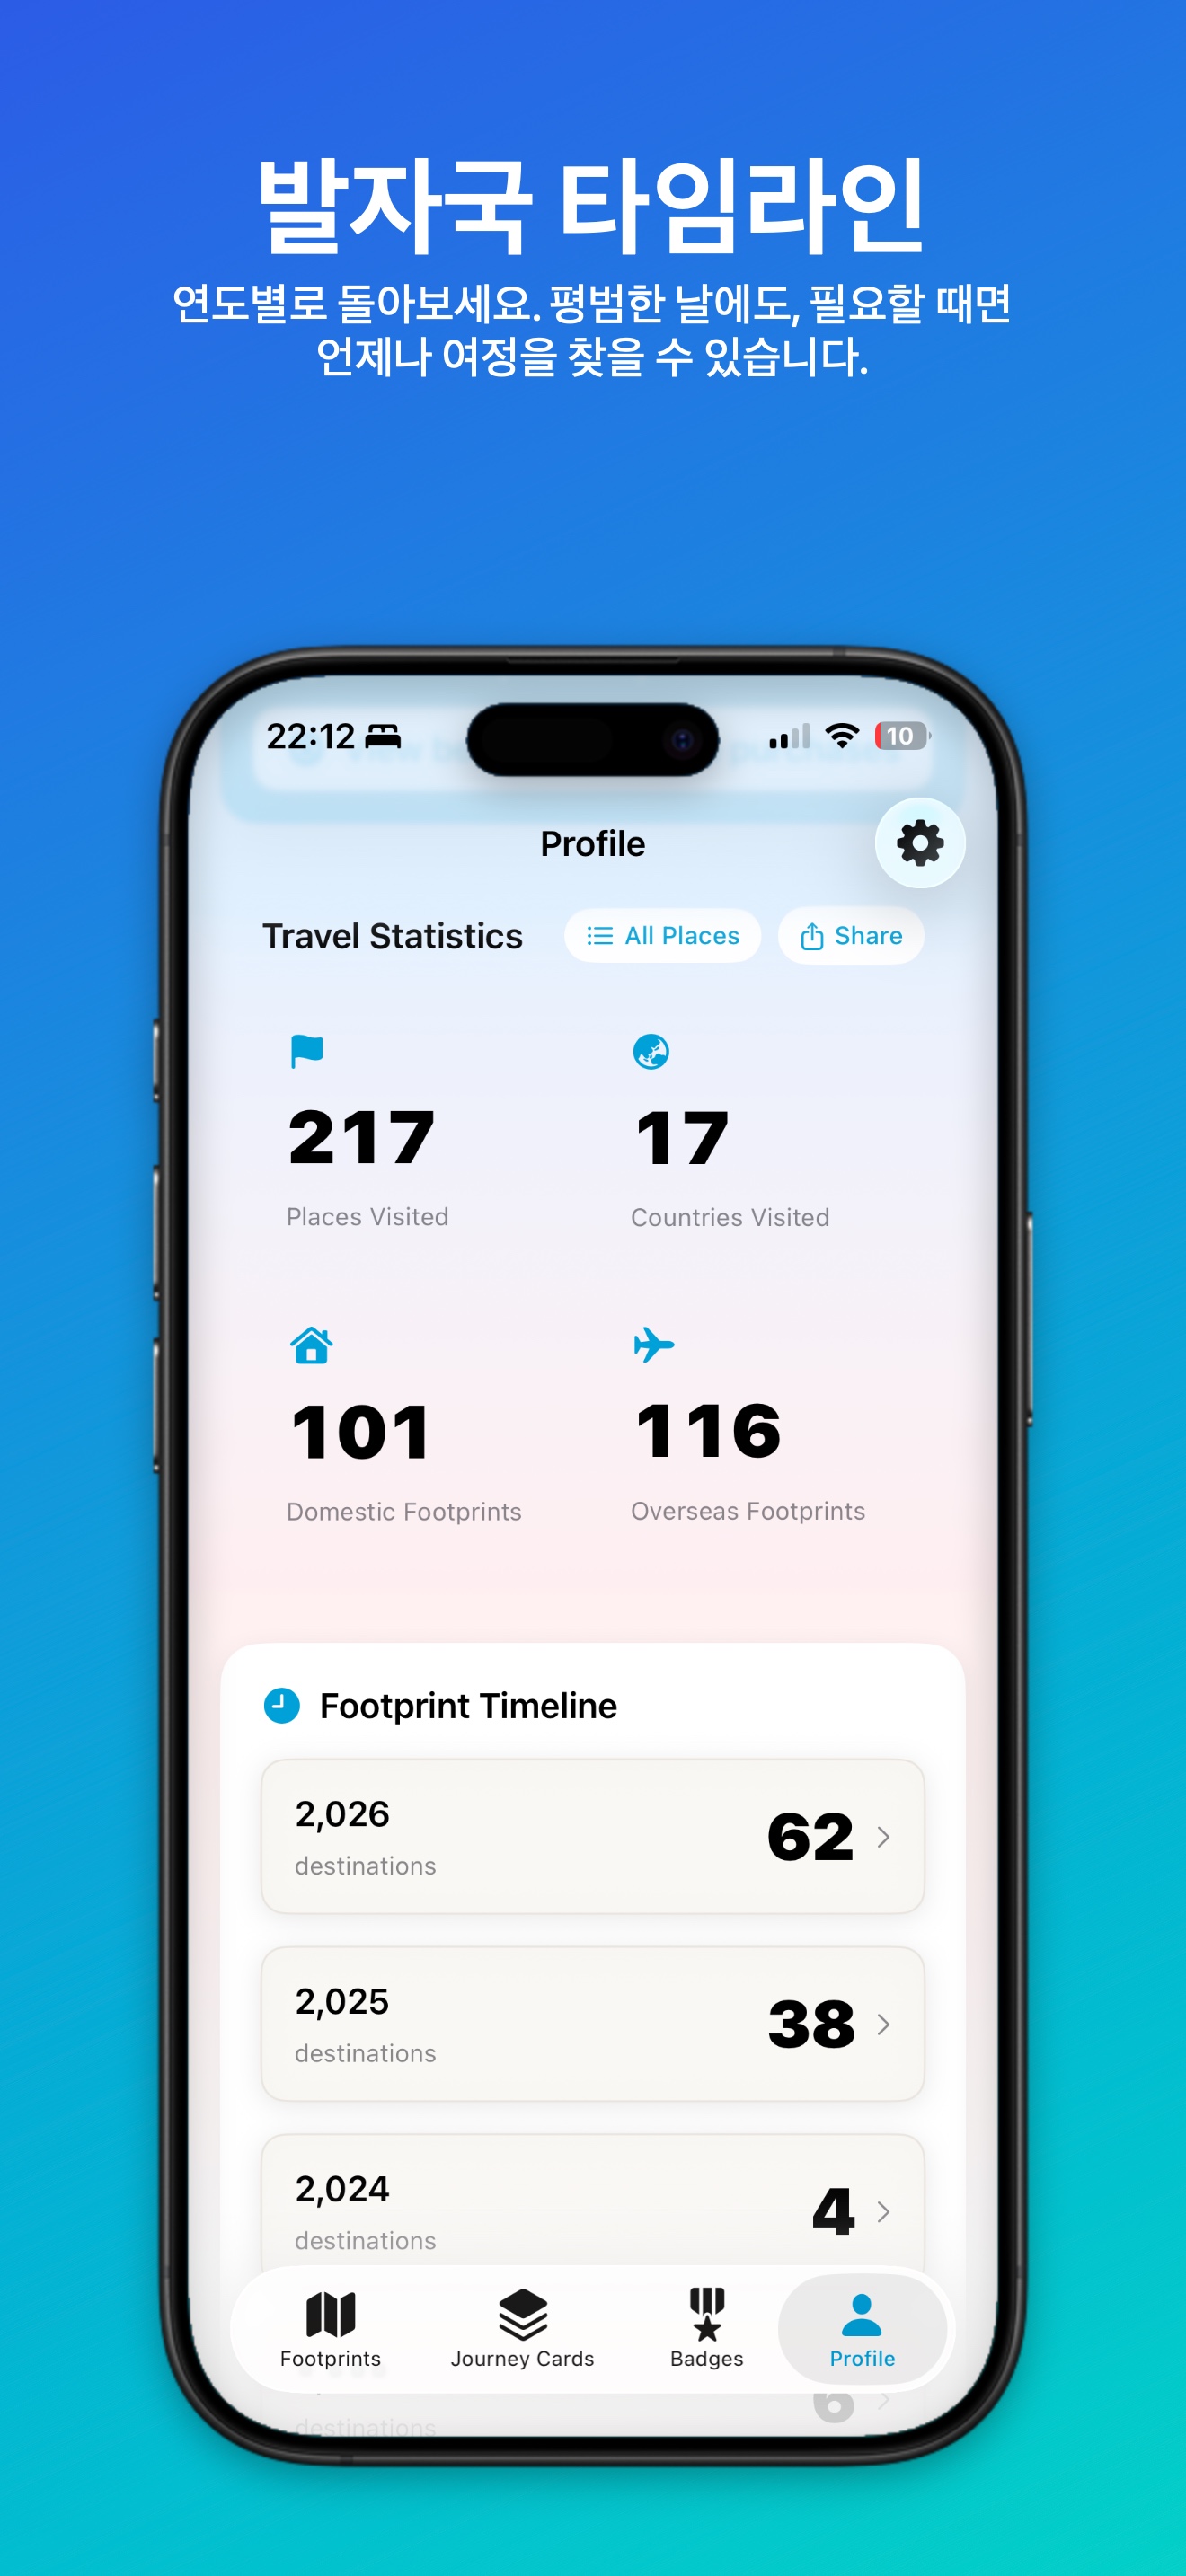 발자국 타임라인
연도별로 돌아보세요. 평범한 날에도, 필요할 때면
언제나 여정을 찾을 수 있습니다.
22:12
10
Profile
Travel Statistics
All Places
Share
217
17
Places Visited
Countries Visited
101
116
Domestic Footprints
Overseas Footprints
Footprint Timeline
2,026
62
destinations
2,025
38
destinations
2,024
4
destinations
Footprints
Journey Cards
Badges
Profile
6
destinations